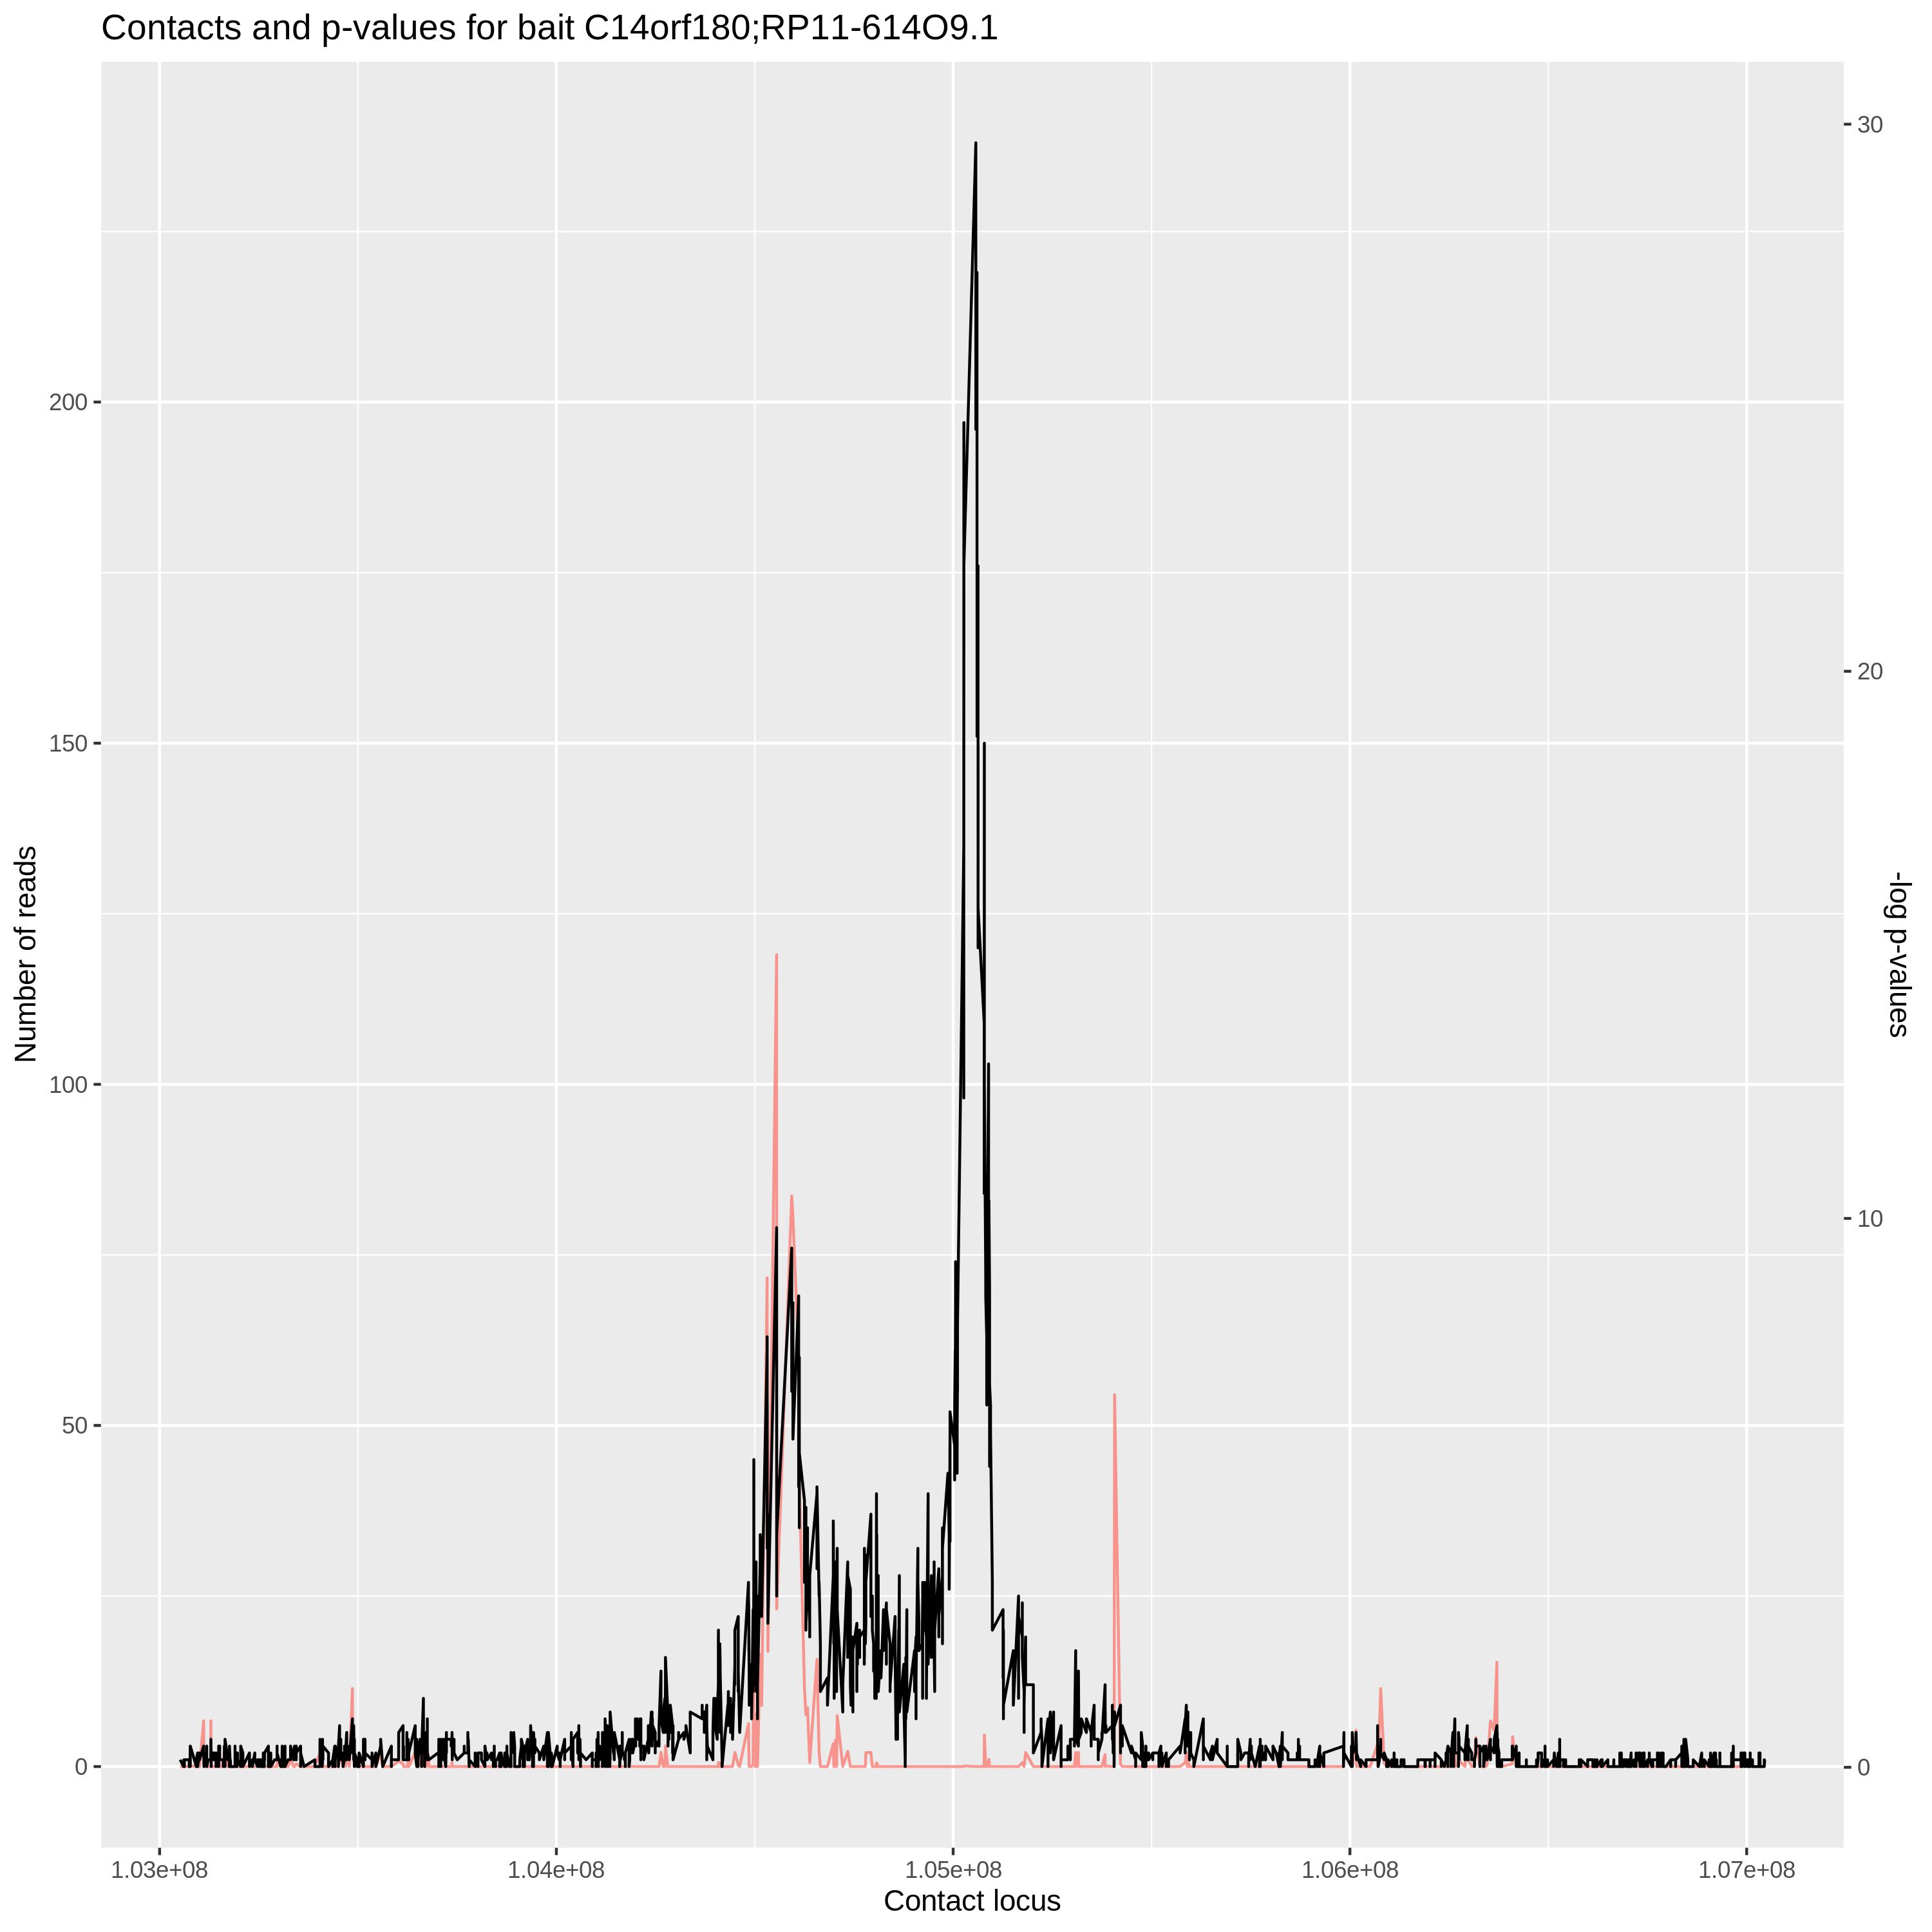 Contacts and p-values for bait C14orf180;RP11-614O9.1
Number of reads
200
150
100
50
0
30
20
10
0
-log p-values
1.03e+08 1.04e+08 1.05e+08 1.06e+08 1.07e+08
Contact locus